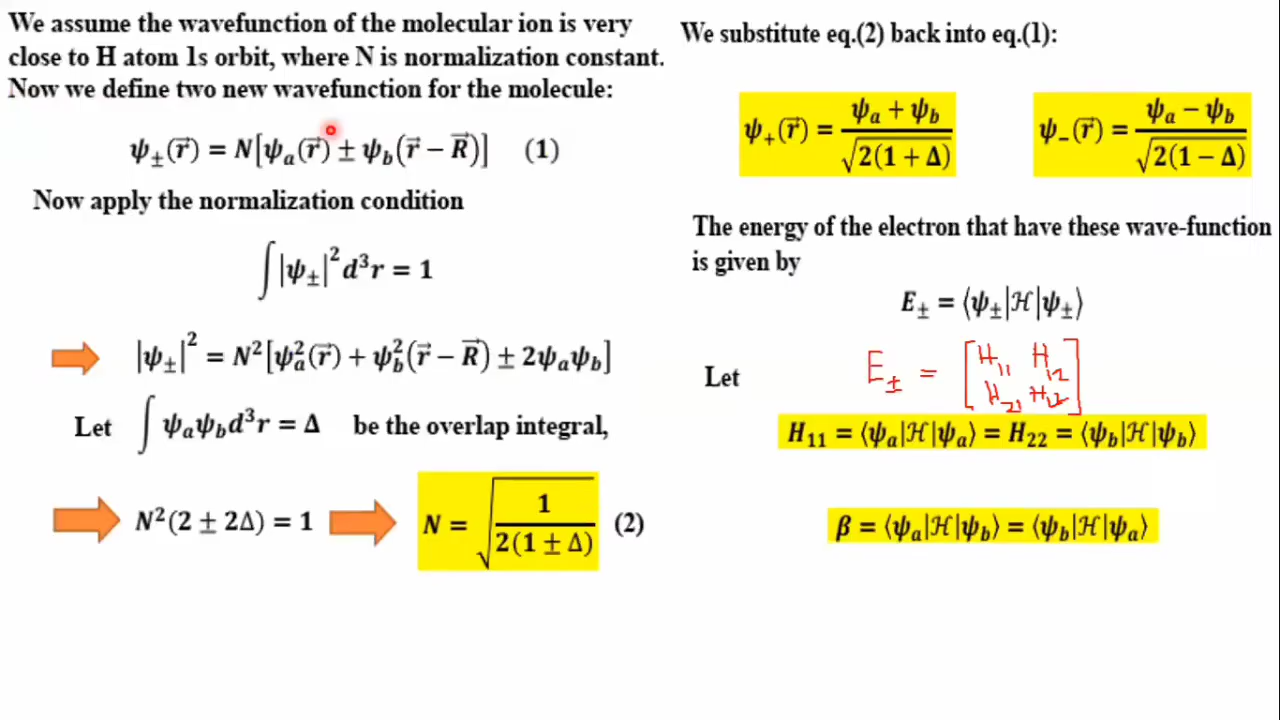 We assume the wavefunction of the molecular ion is very
close to H atom 1s orbit, where N is normalization constant.
Now we define two new wavefunction for the molecule:
ψ±(r⃗) = N[ψa(r⃗) ± ψb(r⃗ − R⃗)] (1)
Now apply the normalization condition
∫|ψ±|² d³r = 1
|ψ±|² = N²[ψa²(r⃗) + ψb²(r⃗ − R⃗) ± 2ψaψb]
Let ∫ψaψb d³r = Δ be the overlap integral,
N²(2 ± 2Δ) = 1 N = √(1 / 2(1 ± Δ)) (2)
We substitute eq.(2) back into eq.(1):
ψ+(r⃗) = (ψa + ψb) / √(2(1 + Δ)) ψ−(r⃗) = (ψa − ψb) / √(2(1 − Δ))
The energy of the electron that have these wave-function
is given by
E± = ⟨ψ±|ℋ|ψ±⟩
Let E± = [H11 H12
H21 H22]
H11 = ⟨ψa|ℋ|ψa⟩ = H22 = ⟨ψb|ℋ|ψb⟩
β = ⟨ψa|ℋ|ψb⟩ = ⟨ψb|ℋ|ψa⟩